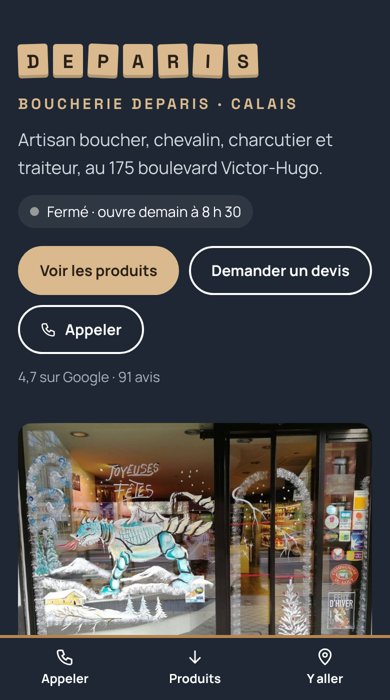 DEPARIS
BOUCHERIE DEPARIS · CALAIS
Artisan boucher, chevalin, charcutier et
traiteur, au 175 boulevard Victor-Hugo.
Fermé · ouvre demain à 8 h 30
Voir les produits
Demander un devis
Appeler
4,7 sur Google · 91 avis
JOYEUSES
FÊTES
D'HIVER
Appeler
Produits
Y aller